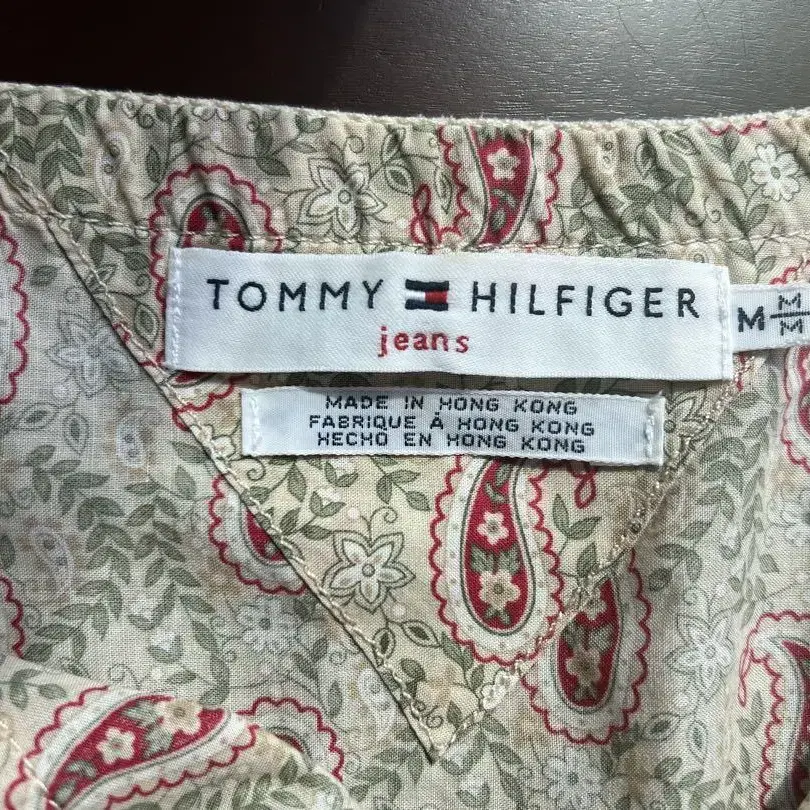 TOMMY HILFIGER
jeans
M M/M
MADE IN HONG KONG
FABRIQUE À HONG KONG
HECHO EN HONG KONG